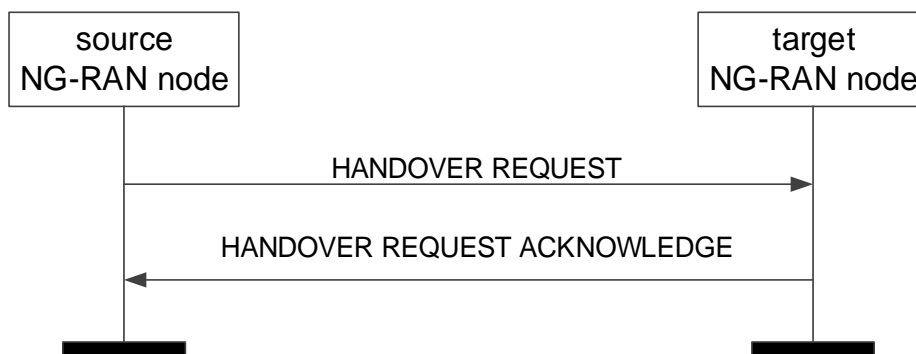 source
NG-RAN node
target
NG-RAN node
HANDOVER REQUEST
HANDOVER REQUEST ACKNOWLEDGE